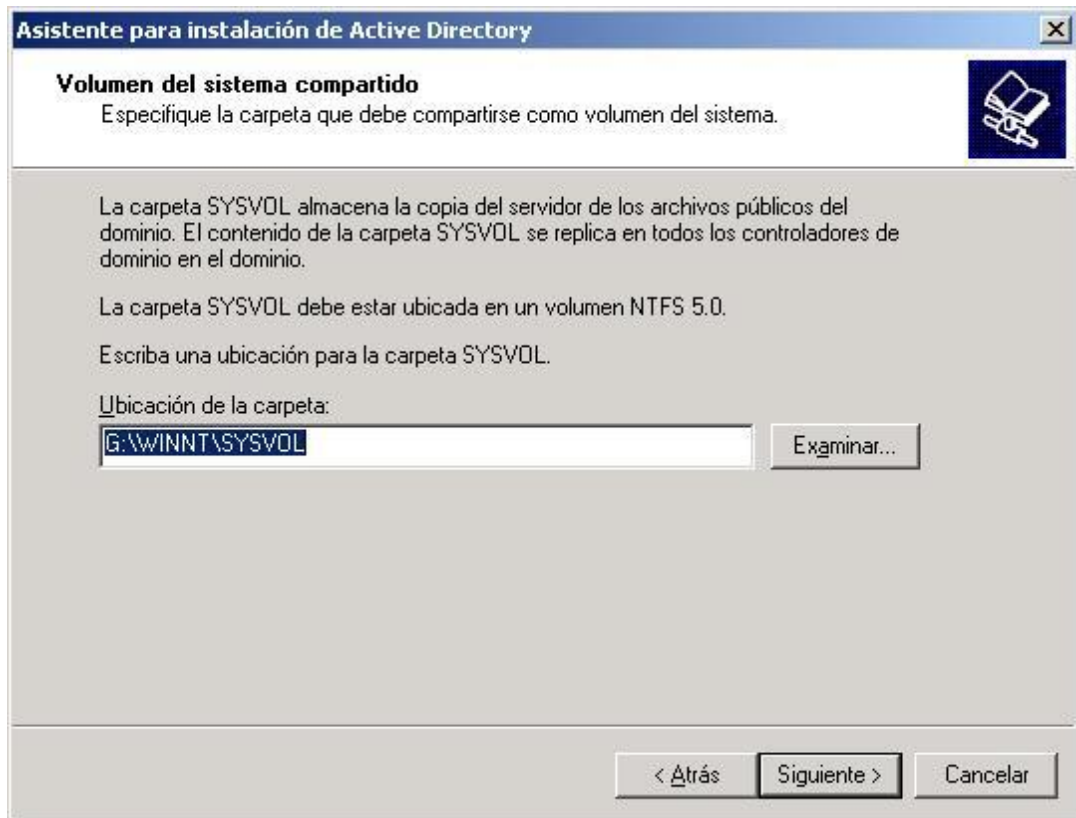 Asistente para instalación de Active Directory
Volumen del sistema compartido
Especifique la carpeta que debe compartirse como volumen del sistema.
La carpeta SYSVOL almacena la copia del servidor de los archivos públicos del
dominio. El contenido de la carpeta SYSVOL se replica en todos los controladores de
dominio en el dominio.
La carpeta SYSVOL debe estar ubicada en un volumen NTFS 5.0.
Escriba una ubicación para la carpeta SYSVOL.
Ubicación de la carpeta:
G:\WINNT\SYSVOL
Examinar...
< Atrás
Siguiente >
Cancelar